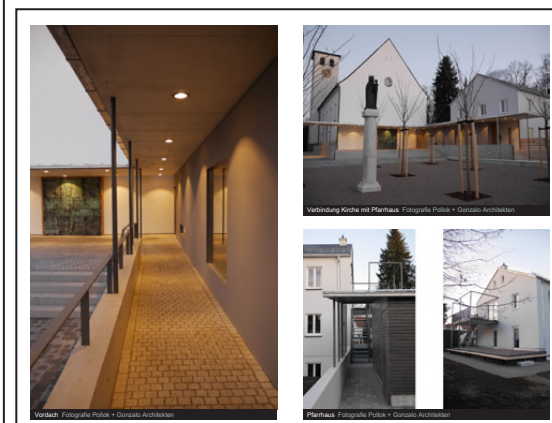 Verbindung Kirche mit Pfarrhaus Fotografie Pollok + Gonzalo Architekten
Vordach Fotografie Pollok + Gonzalo Architekten
Pfarrhaus Fotografie Pollok + Gonzalo Architekten